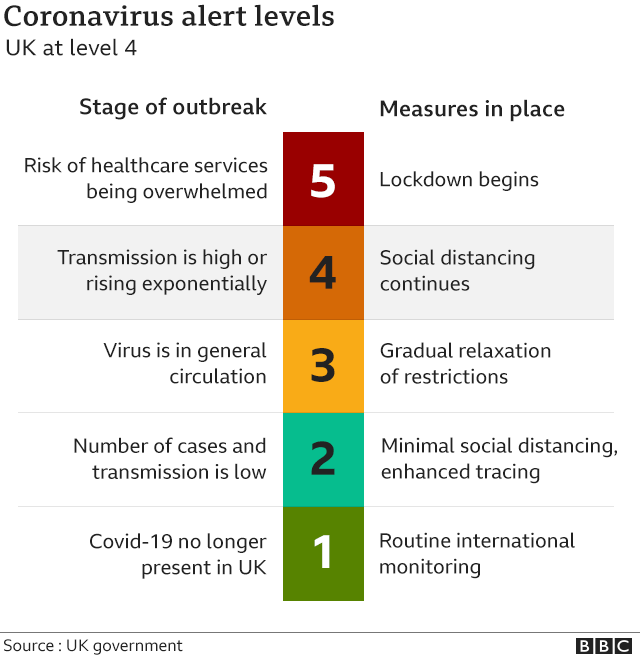 Coronavirus alert levels
UK at level 4
Stage of outbreak
Measures in place
Risk of healthcare services
being overwhelmed
5
Lockdown begins
Transmission is high or
rising exponentially
4
Social distancing
continues
Virus is in general
circulation
3
Gradual relaxation
of restrictions
Number of cases and
transmission is low
2
Minimal social distancing,
enhanced tracing
Covid-19 no longer
present in UK
1
Routine international
monitoring
Source : UK government
BBC